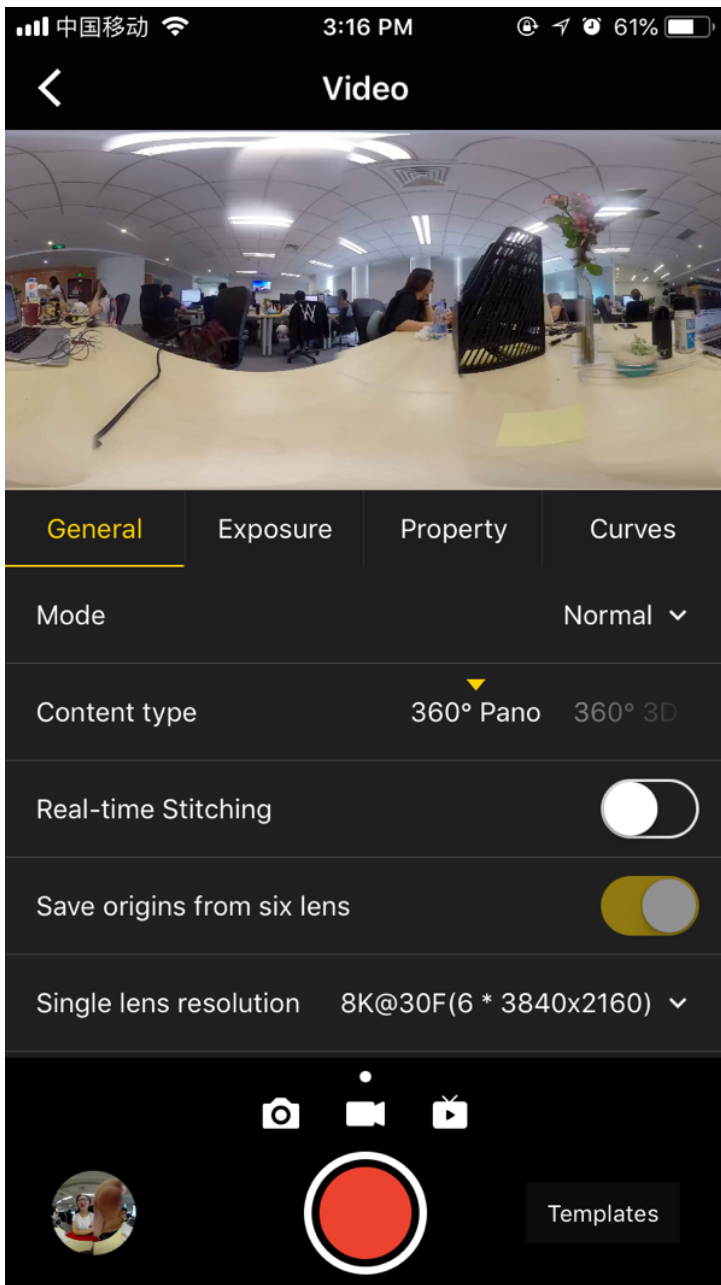 中国移动 3:16 PM 61%
Video
General Exposure Property Curves
Mode Normal
Content type 360° Pano 360° 3D
Real-time Stitching
Save origins from six lens
Single lens resolution 8K@30F(6 * 3840x2160)
Templates